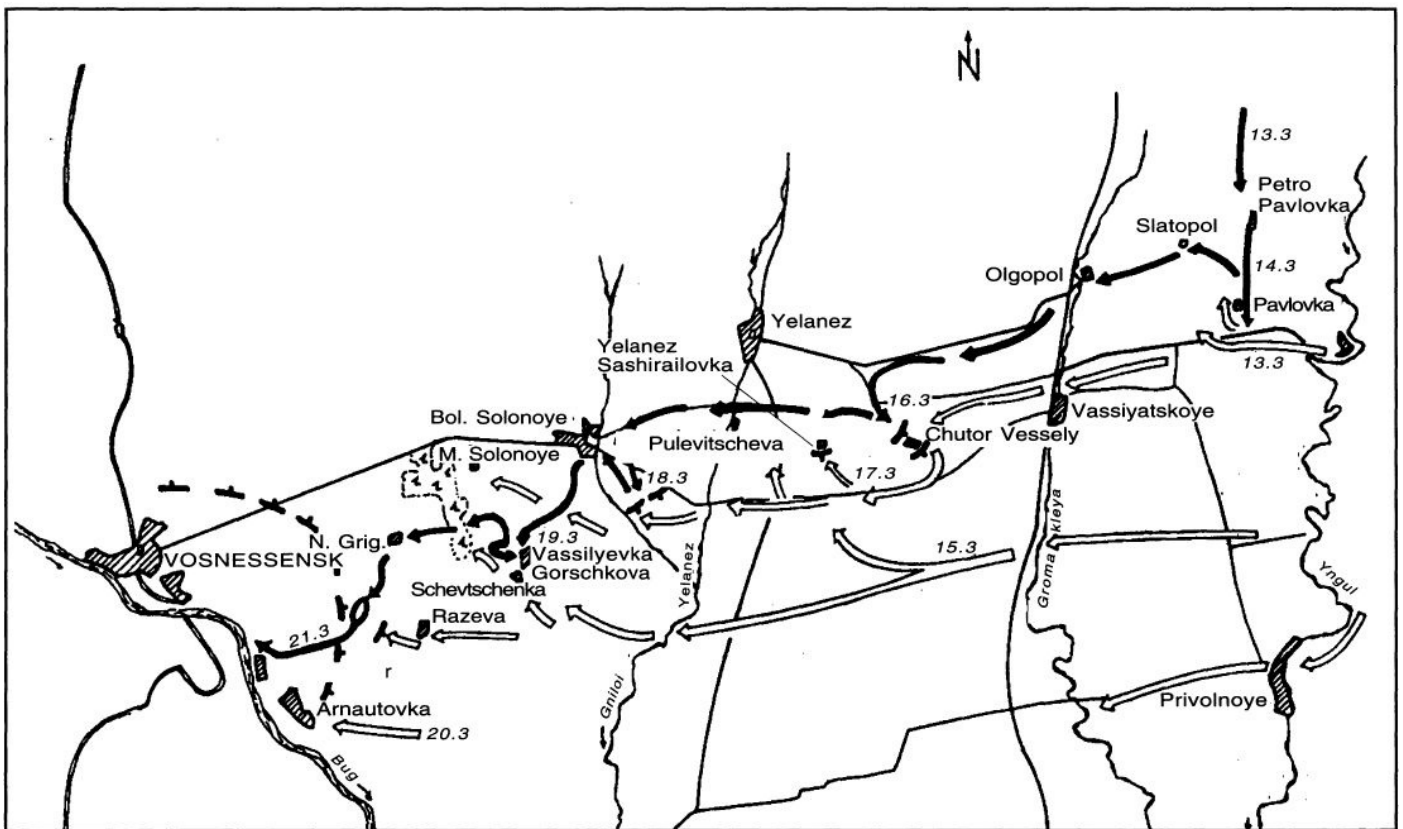 N
13.3
Petro
Pavlovka
Slatopol
14.3
Olgopol
Pavlovka
Yelanez
13.3
Yelanez
Sashirailovka
16.3
Vassiyatskoye
Bol. Solonoye
Chutor Vessely
Pulevitscheva
M. Solonoye
17.3
18.3
N. Grig.
19.3
VOSNESSENSK
Vassilyevka
Gorschkova
15.3
Schevtschenka
Yelanez
Groma
kleya
Yngul
Razeva
21.3
r
Privolnoye
Arnautovka
Gniloi
20.3
Bug